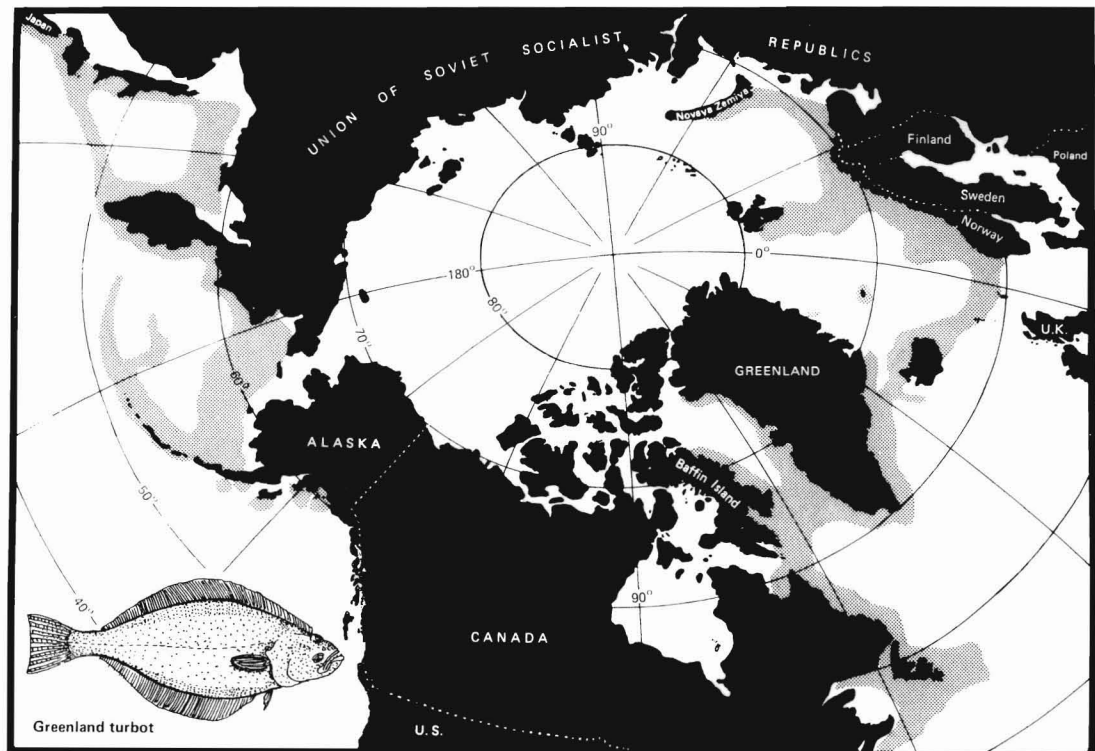 Japan
UNION OF SOVIET SOCIALIST REPUBLICS
Novaya Zemlya
Finland
Poland
Sweden
Norway
90°
0°
180°
80°
70°
60°
50°
40°
U.K.
GREENLAND
ALASKA
Baffin Island
90°
CANADA
U.S.
Greenland turbot